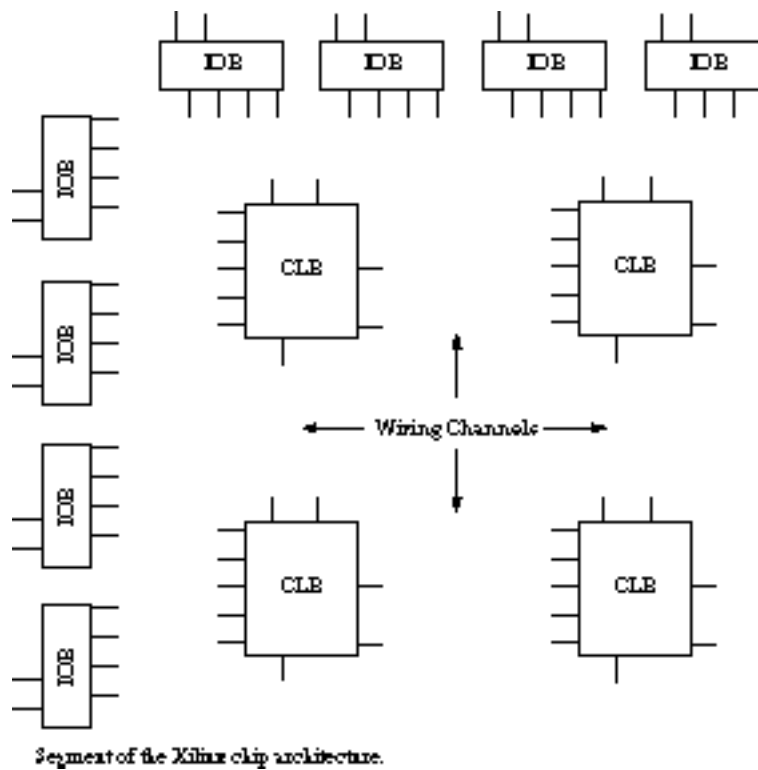 IOB IOB IOB IOB
IOB
CLB CLB
IOB
Wiring Channels
IOB
CLB CLB
IOB
Segment of the Xilinx chip architecture.